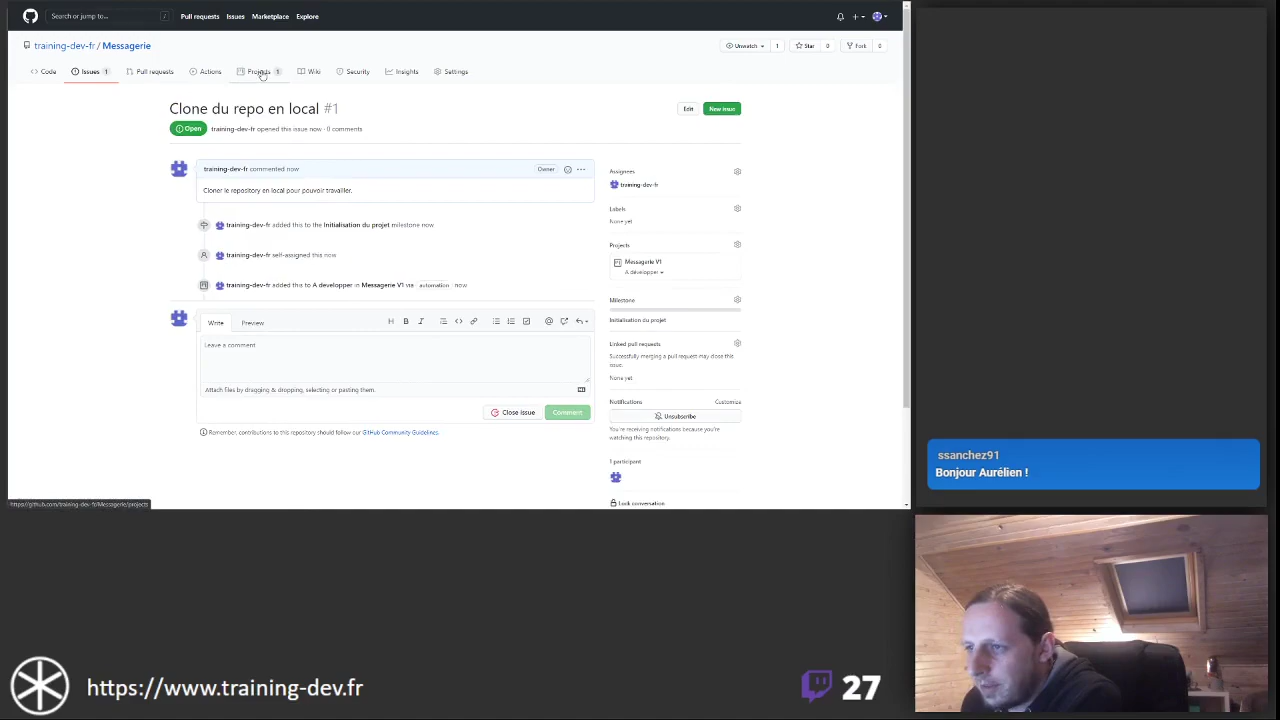 Search or jump to...
/
Pull requests
Issues
Marketplace
Explore
training-dev-fr / Messagerie
Unwatch
1
Star
0
Fork
0
Code
Issues 1
Pull requests
Actions
Projects 1
Wiki
Security
Insights
Settings
Clone du repo en local #1
Edit
New issue
Open
training-dev-fr opened this issue now · 0 comments
training-dev-fr commented now
Owner
Cloner le repository en local pour pouvoir travailler.
training-dev-fr added this to the Initialisation du projet milestone now
training-dev-fr self-assigned this now
training-dev-fr added this to A developper in Messagerie V1 via automation now
Write
Preview
Leave a comment
Attach files by dragging & dropping, selecting or pasting them.
Close issue
Comment
Remember, contributions to this repository should follow our GitHub Community Guidelines.
Assignees
training-dev-fr
Labels
None yet
Projects
Messagerie V1
A développer
Milestone
Initialisation du projet
Linked pull requests
Successfully merging a pull request may close this
issue.
None yet
Notifications
Customize
Unsubscribe
You're receiving notifications because you're
watching this repository.
1 participant
Lock conversation
https://github.com/training-dev-fr/Messagerie/projects
ssanchez91
Bonjour Aurélien !
https://www.training-dev.fr
27